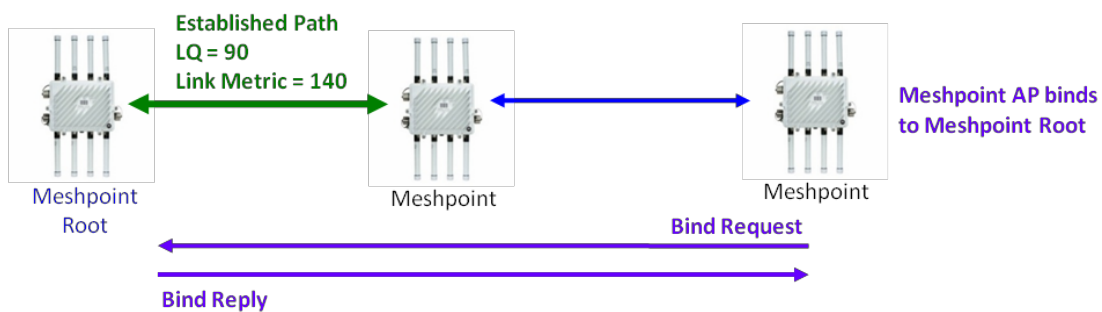 Established Path
LQ = 90
Link Metric = 140
Meshpoint AP binds
to Meshpoint Root
Meshpoint
Root
Meshpoint
Meshpoint
Bind Request
Bind Reply